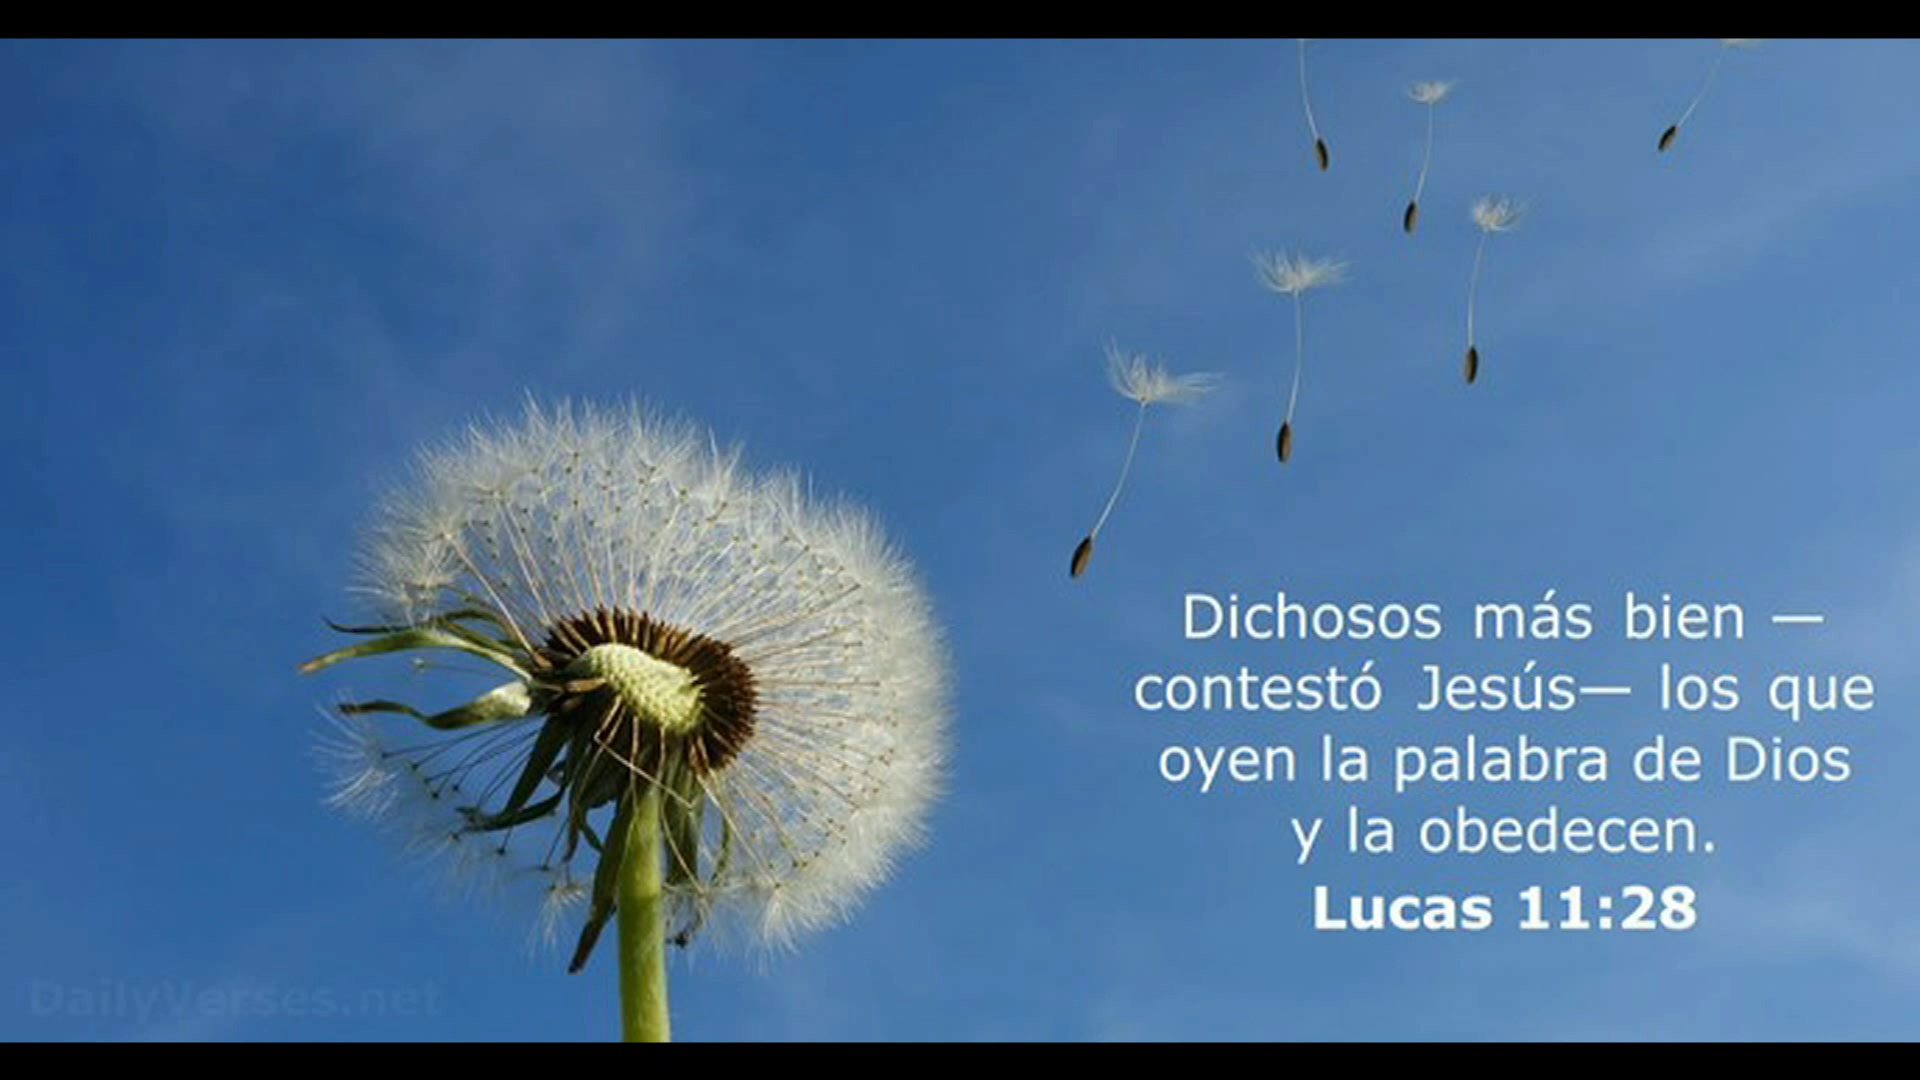 Dichosos más bien —
contestó Jesús— los que
oyen la palabra de Dios
y la obedecen.
Lucas 11:28
DailyVerses.net